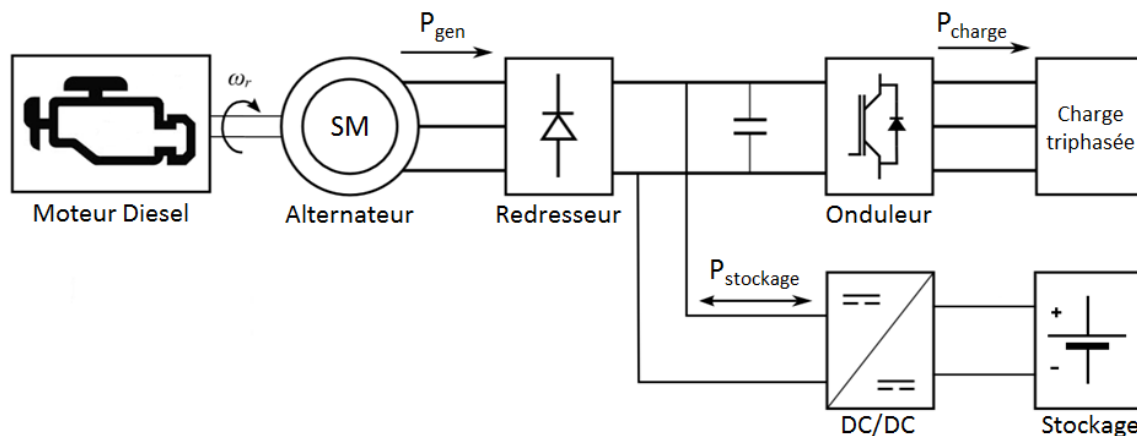 P_gen
P_charge
ω_r
SM
Charge
triphasée
Moteur Diesel
Alternateur
Redresseur
Onduleur
P_stockage
+
-
DC/DC
Stockage